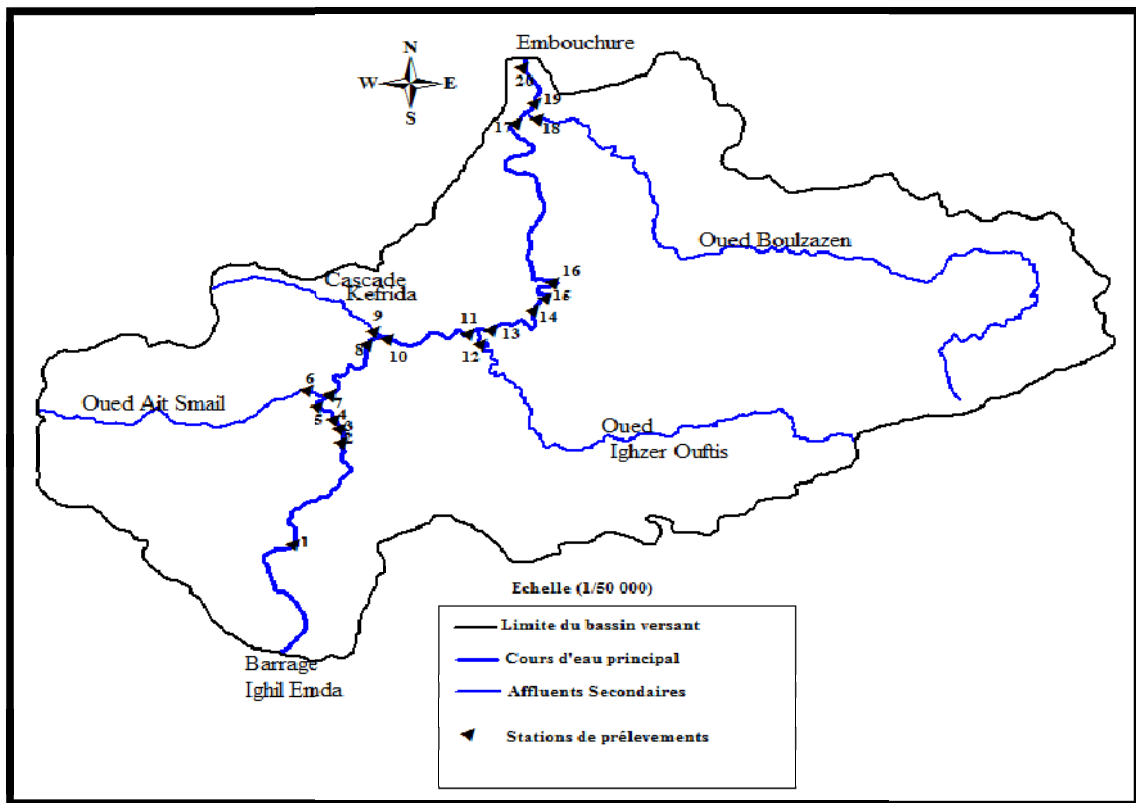 Embouchure
N
W
E
S
20
19
17
18
Oued Boulzazen
16
Cascade
Kefrida
15
14
9
11
13
8
10
12
6
7
Oued Ait Smail
5
4
3
2
Oued
Ighzer Ouftis
1
Echelle (1/50 000)
Limite du bassin versant
Cours d'eau principal
Affluents Secondaires
Stations de prélevements
Barrage
Ighil Emda